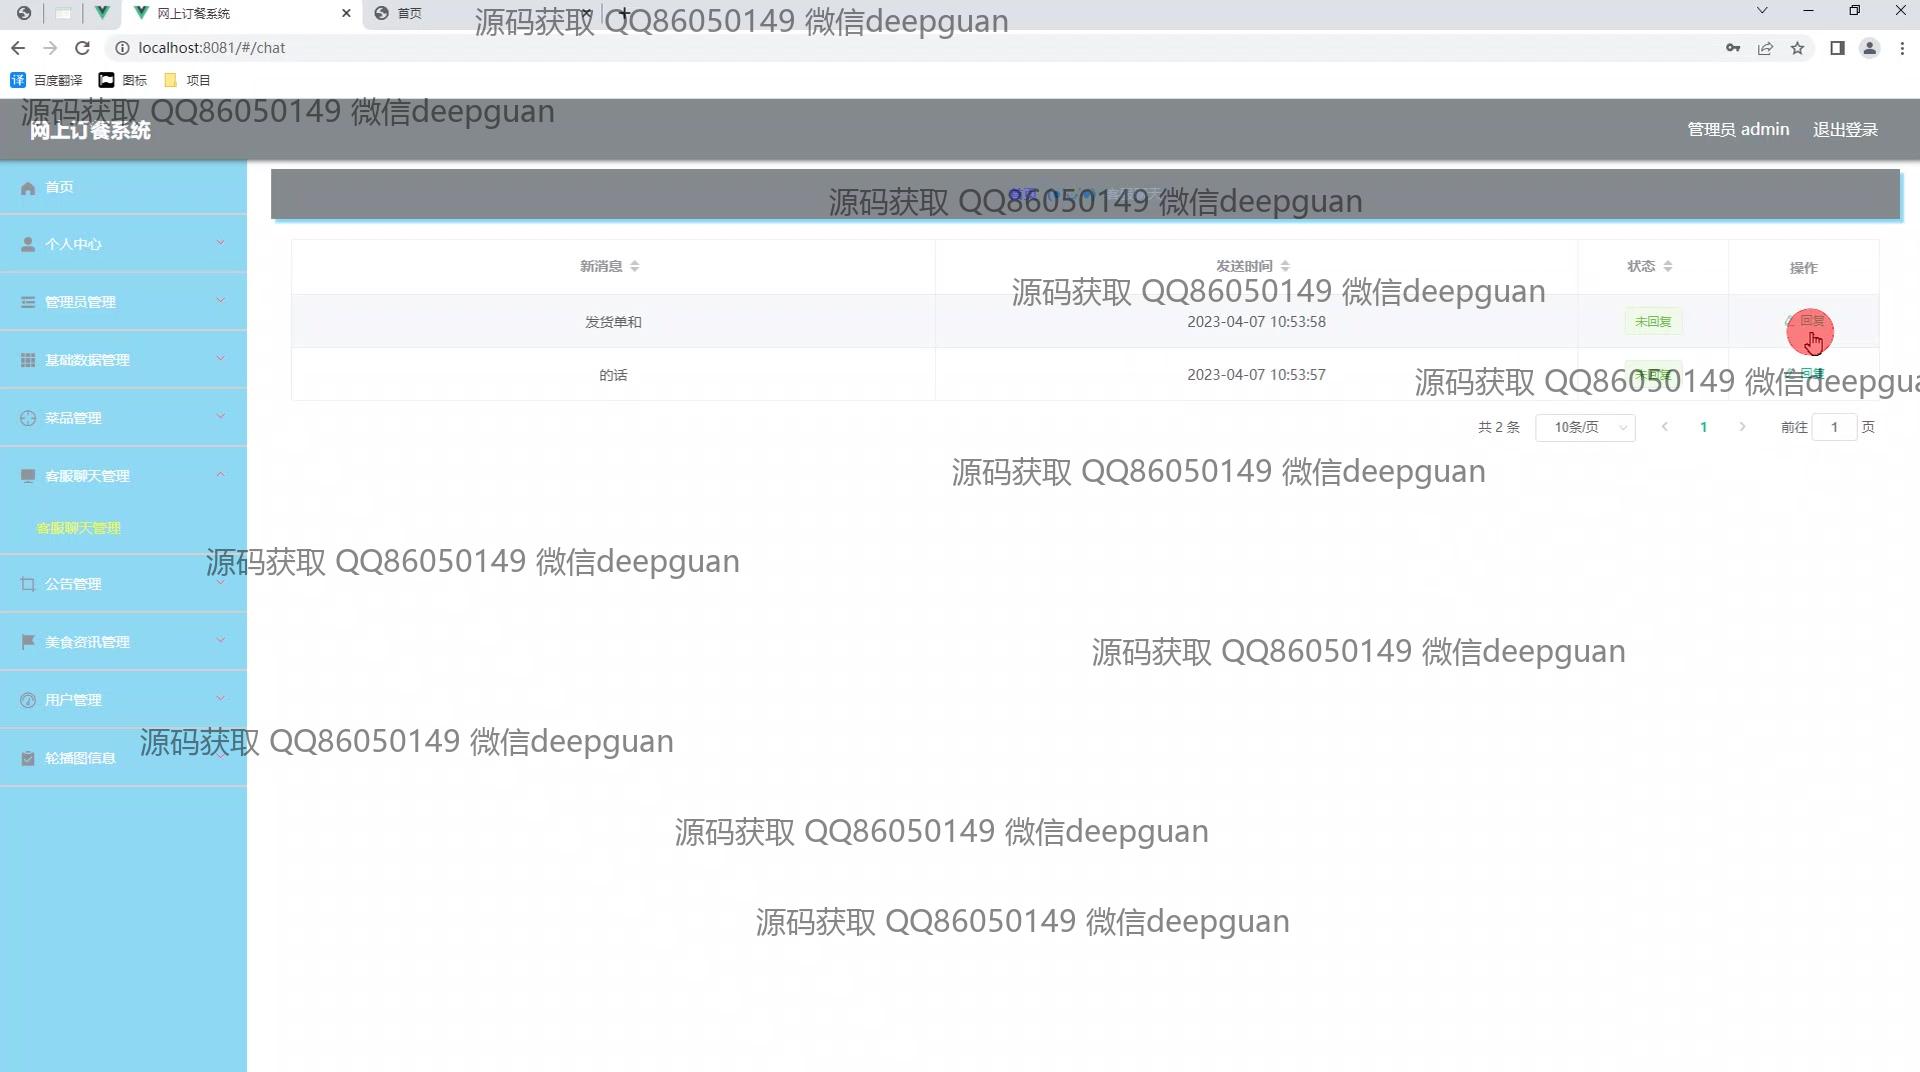 网上订餐系统
首页
源码获取 QQ86050149 微信deepguan
localhost:8081/#/chat
百度翻译
图标
项目
源码获取 QQ86050149 微信deepguan
网上订餐系统
管理员 admin
退出登录
首页
个人中心
管理员管理
基础数据管理
菜品管理
客服聊天管理
客服聊天管理
公告管理
美食资讯管理
用户管理
轮播图信息
首页
源码获取 QQ86050149 微信deepguan
新消息
发送时间
状态
操作
源码获取 QQ86050149 微信deepguan
发货单和
2023-04-07 10:53:58
未回复
回复
的话
2023-04-07 10:53:57
未回复
回复
源码获取 QQ86050149 微信deepgua
共 2 条
10条/页
1
前往
1
页
源码获取 QQ86050149 微信deepguan
源码获取 QQ86050149 微信deepguan
源码获取 QQ86050149 微信deepguan
源码获取 QQ86050149 微信deepguan
源码获取 QQ86050149 微信deepguan
源码获取 QQ86050149 微信deepguan